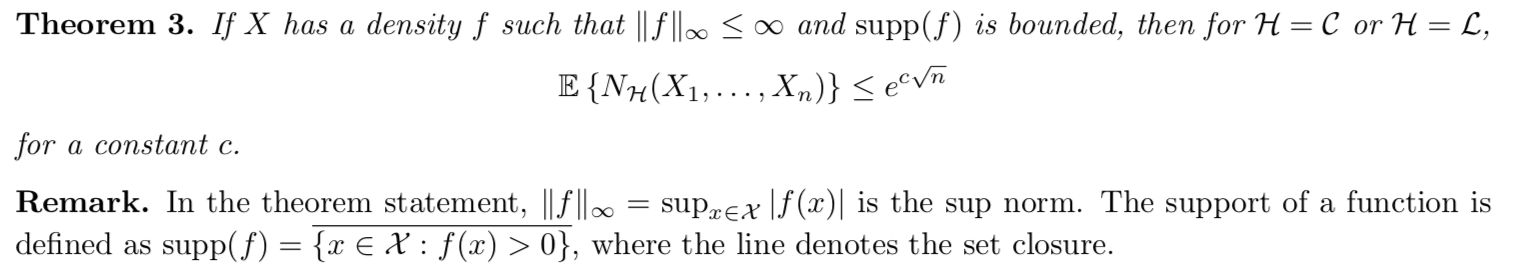 Theorem 3. If X has a density f such that ‖f‖∞ ≤ ∞ and supp(f) is bounded, then for ℋ = 𝒞 or ℋ = ℒ,
𝔼 {N_ℋ(X₁, . . . , Xₙ)} ≤ e^{c√n}
for a constant c.
Remark. In the theorem statement, ‖f‖∞ = sup_{x∈𝒳} |f(x)| is the sup norm. The support of a function is
defined as supp(f) = \overline{{x ∈ 𝒳 : f(x) > 0}}, where the line denotes the set closure.